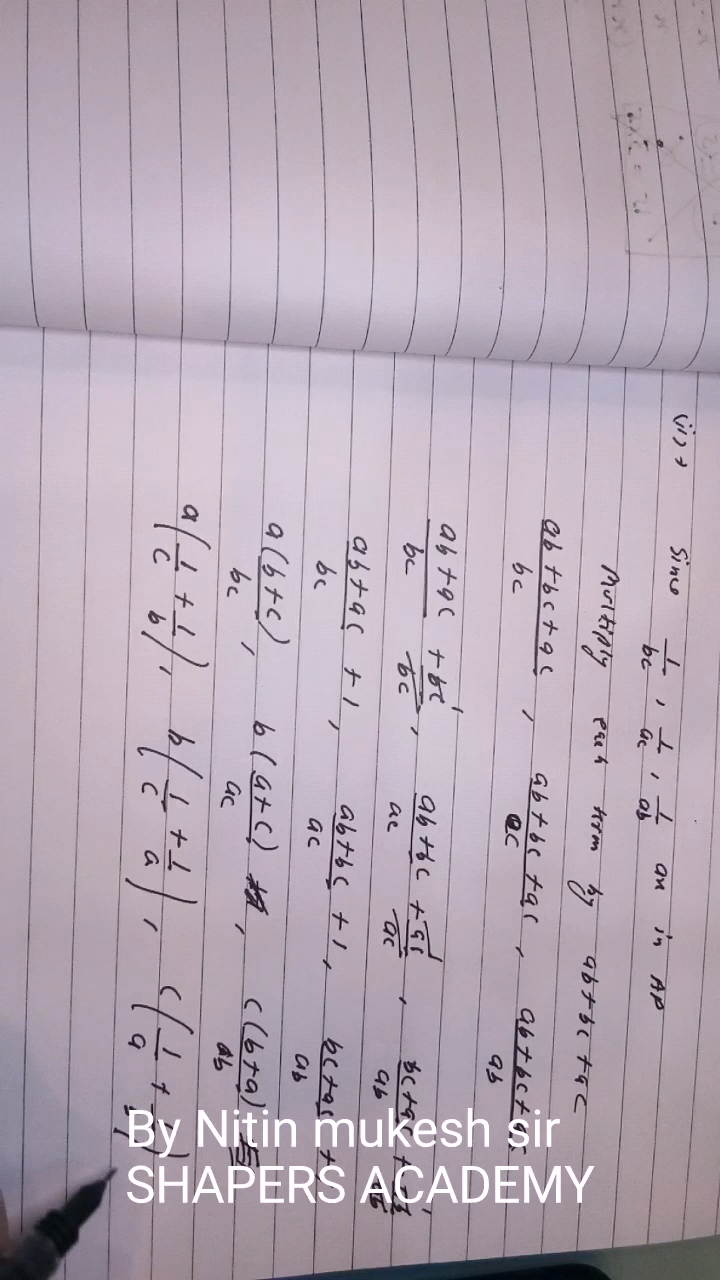 (ii) → Since 1/bc , 1/ac , 1/ab an in AP
Multiply each term by ab+bc+ac
(ab+bc+ac)/bc , (ab+bc+ac)/ac , (ab+bc+ac)/ab
(ab+ac)/bc + bc/bc , (ab+bc)/ac + ac/ac , (bc+ac)/ab + ab/ab
(ab+ac)/bc + 1 , (ab+bc)/ac + 1 , (bc+ac)/ab +
a(b+c)/bc , b(a+c)/ac , c(b+a)/ab
a(1/c + 1/b) , b(1/c + 1/a) , c(1/a + 1/b)
By Nitin mukesh sir
SHAPERS ACADEMY